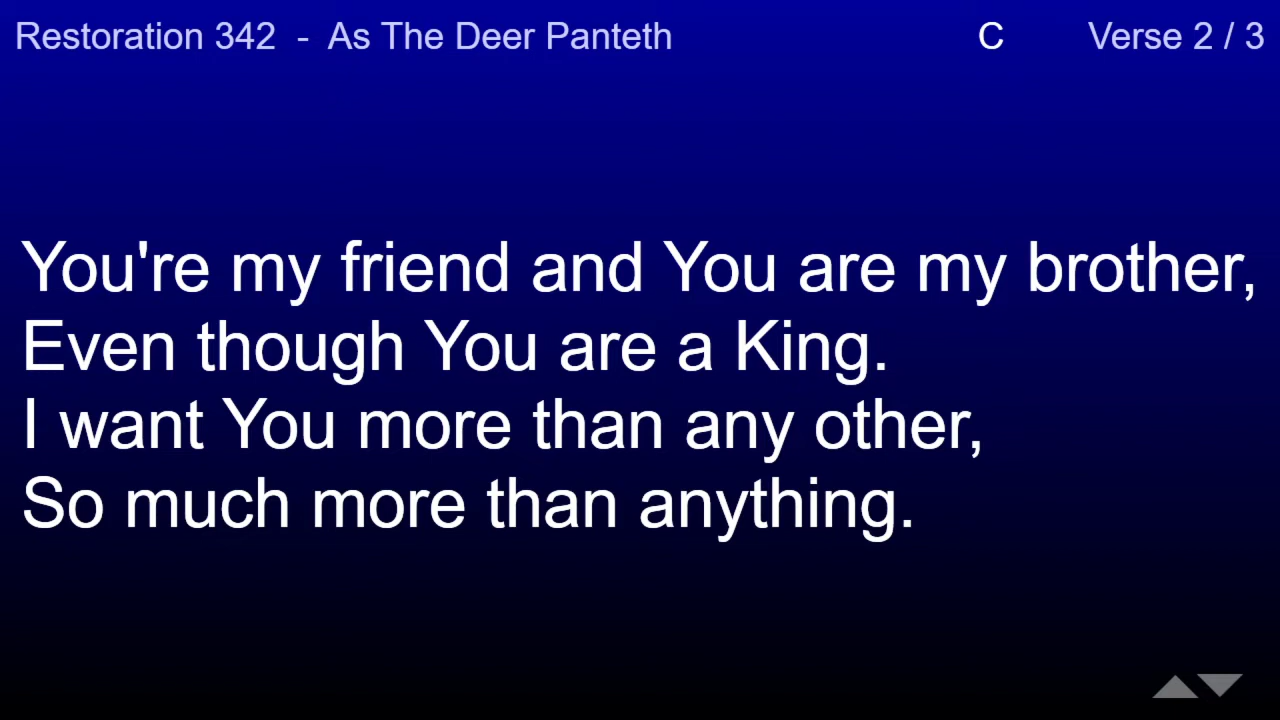 Restoration 342 - As The Deer Panteth C Verse 2 / 3
You're my friend and You are my brother,
Even though You are a King.
I want You more than any other,
So much more than anything.